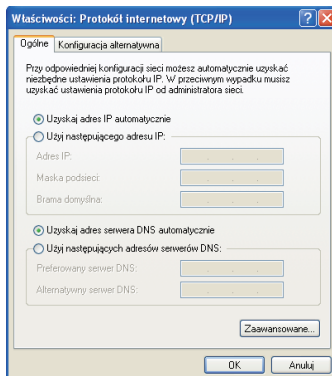 Właściwości: Protokół internetowy (TCP/IP)
Ogólne
Konfiguracja alternatywna
Przy odpowiedniej konfiguracji sieci możesz automatycznie uzyskać
niezbędne ustawienia protokołu IP. W przeciwnym wypadku musisz
uzyskać ustawienia protokołu IP od administratora sieci.
Uzyskaj adres IP automatycznie
Użyj następującego adresu IP:
Adres IP:
Maska podsieci:
Brama domyślna:
Uzyskaj adres serwera DNS automatycznie
Użyj następujących adresów serwerów DNS:
Preferowany serwer DNS:
Alternatywny serwer DNS:
Zaawansowane...
OK
Anuluj